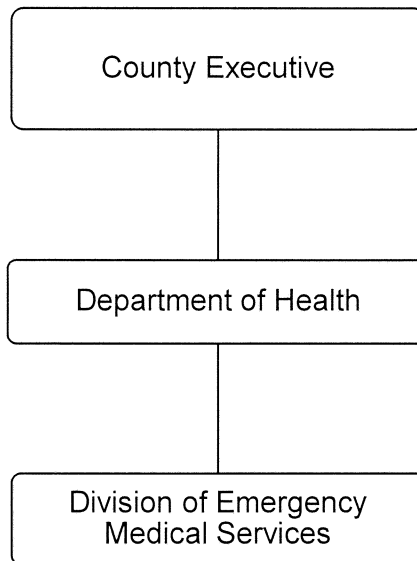 County Executive
Department of Health
Division of Emergency
Medical Services